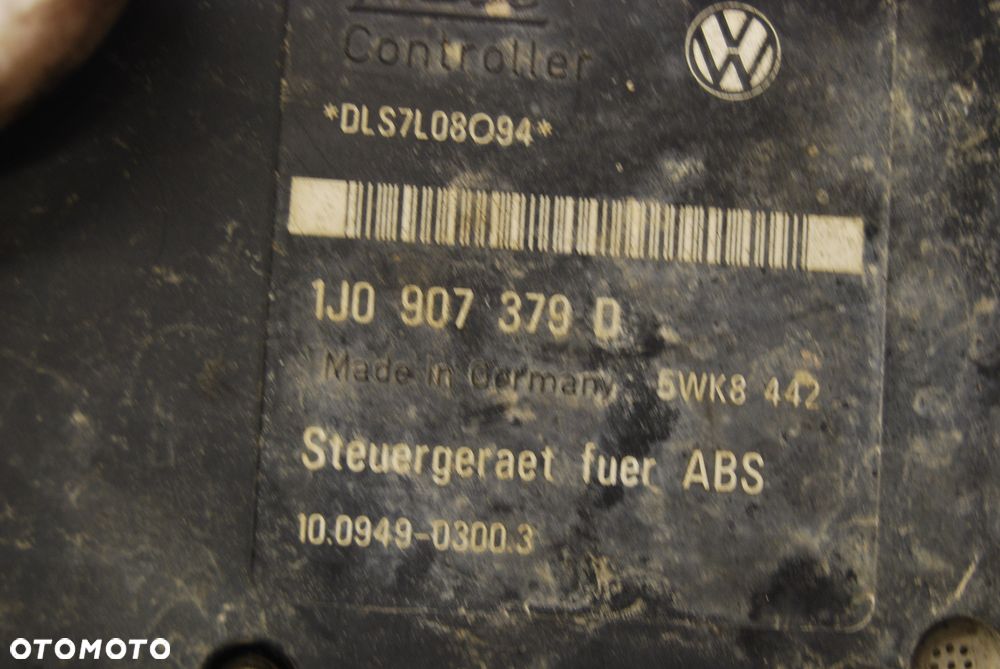 Controller
*DLS7L08094*
1J0 907 379 D
Made in Germany 5WK8 442
Steuergeraet fuer ABS
10.0949-0300.3
OTOMOTO